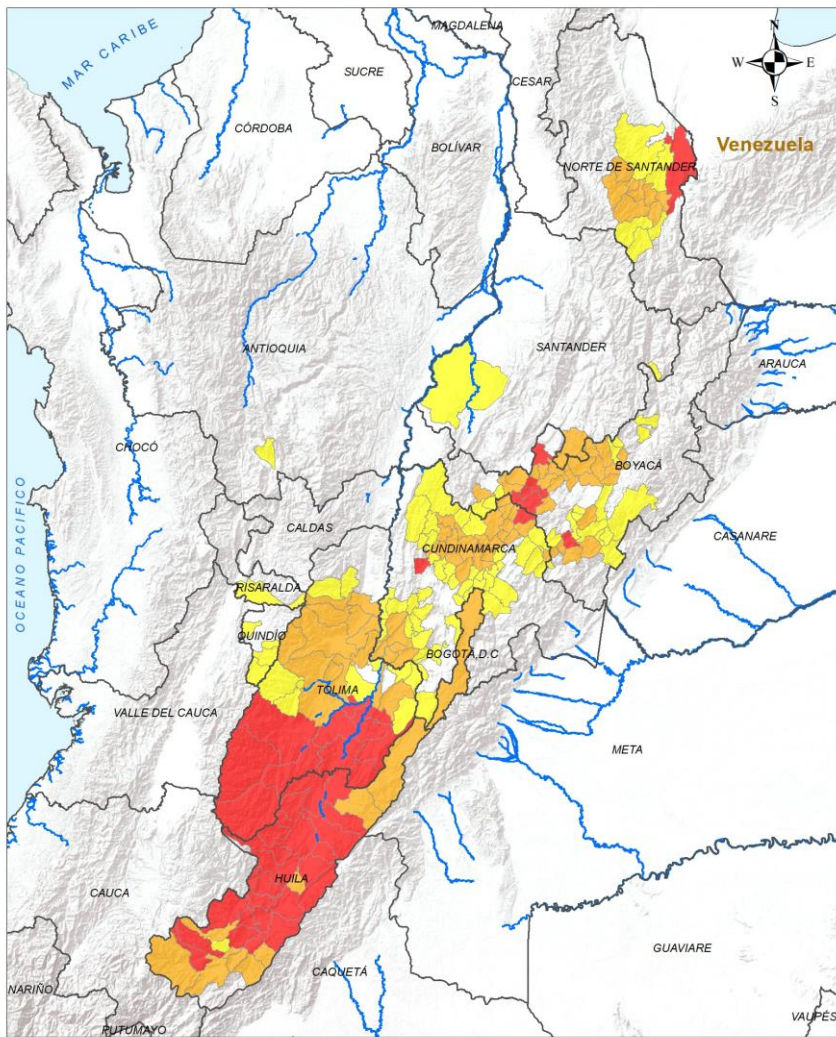 MAGDALENA
N
MAR CARIBE
SUCRE
CESAR
W
E
S
CÓRDOBA
BOLÍVAR
Venezuela
NORTE DE SANTANDER
ANTIOQUIA
SANTANDER
ARAUCA
CHOCÓ
BOYACÁ
CALDAS
CASANARE
CUNDINAMARCA
OCEANO PACIFICO
RISARALDA
QUINDÍO
BOGOTÁ, D.C
TOLIMA
VALLE DEL CAUCA
META
HUILA
CAUCA
GUAVIARE
CAQUETÁ
NARIÑO
PUTUMAYO
VAUPÉS